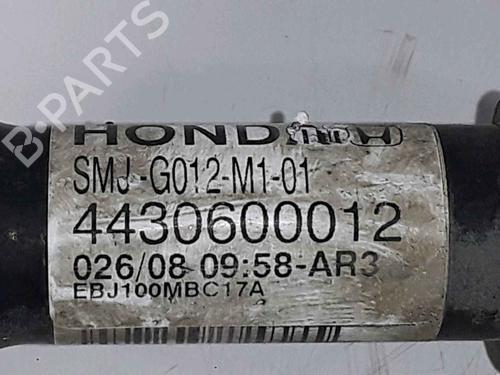 B-PARTS
HONDA
SMJ-G012-M1-01
4430600012
026/08 09:58-AR3
EBJ100MBC17A